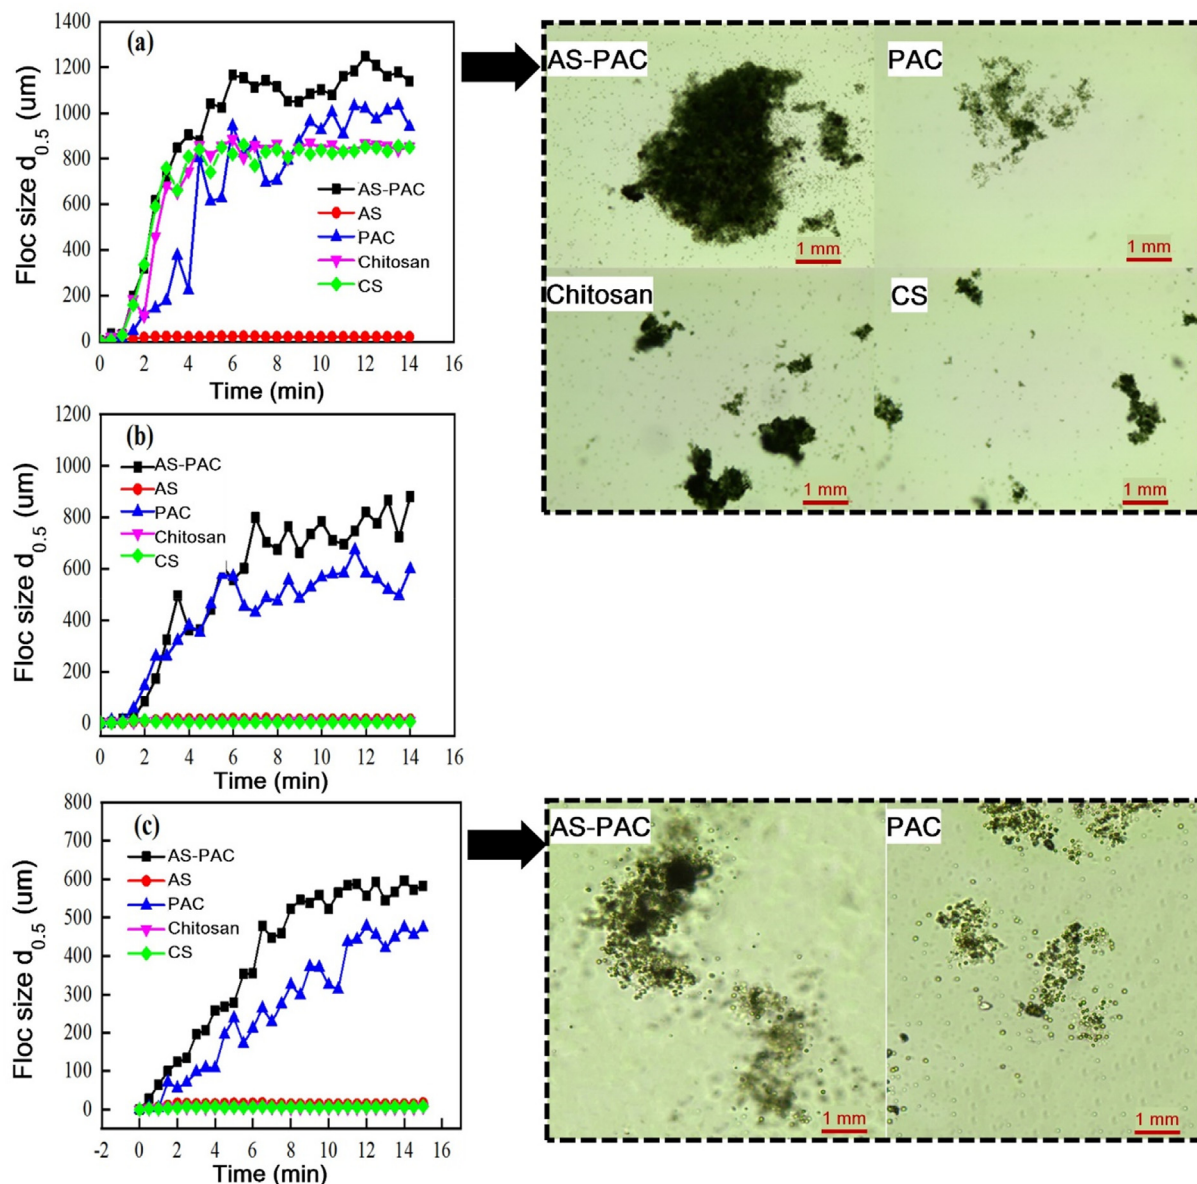 (a)
Floc size d0.5 (um)
1400
1200
1000
800
600
400
200
0
AS-PAC
AS
PAC
Chitosan
CS
0 2 4 6 8 10 12 14 16
Time (min)
AS-PAC
1 mm
PAC
1 mm
Chitosan
1 mm
CS
1 mm
(b)
Floc size d0.5 (um)
1200
1000
800
600
400
200
0
AS-PAC
AS
PAC
Chitosan
CS
0 2 4 6 8 10 12 14 16
Time (min)
(c)
Floc size d0.5 (um)
800
700
600
500
400
300
200
100
0
AS-PAC
AS
PAC
Chitosan
CS
-2 0 2 4 6 8 10 12 14 16
Time (min)
AS-PAC
1 mm
PAC
1 mm